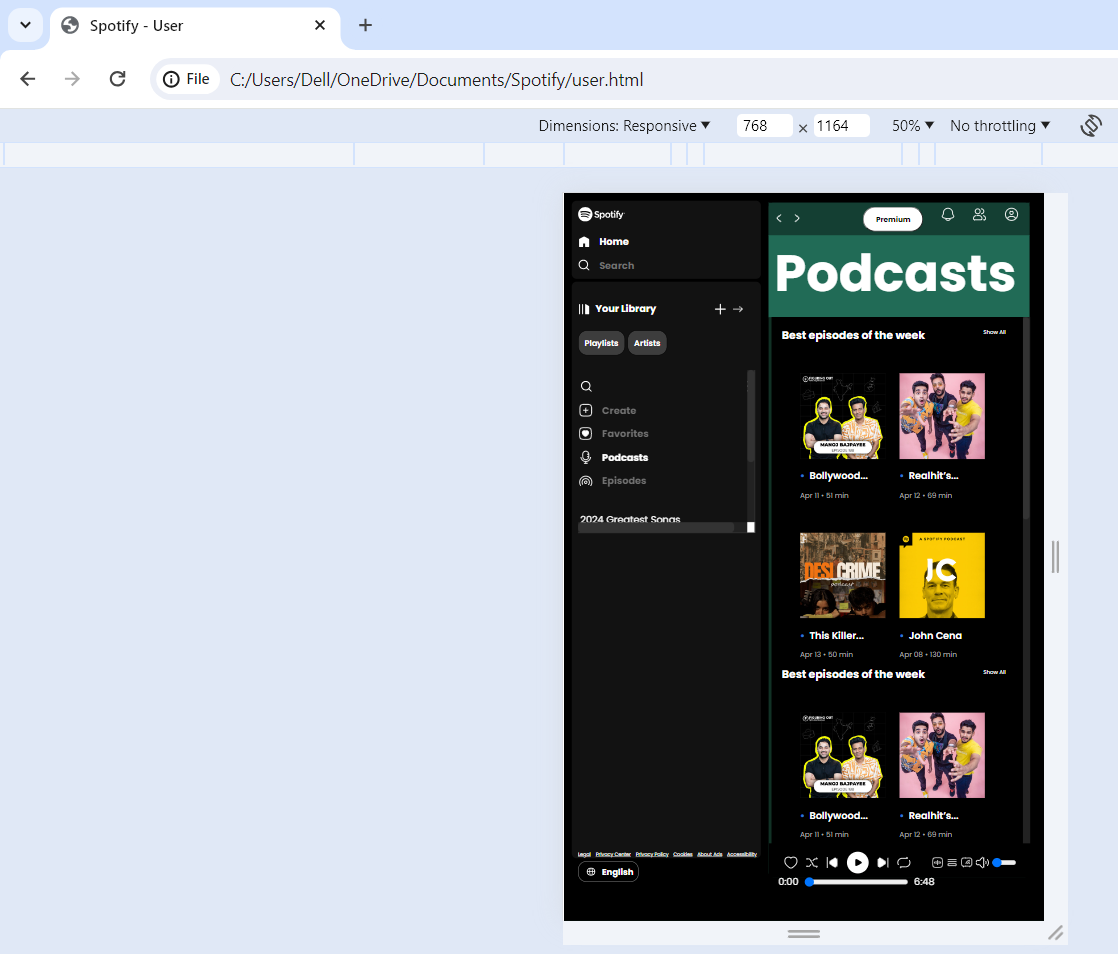 Spotify - User
File C:/Users/Dell/OneDrive/Documents/Spotify/user.html
Dimensions: Responsive 768 × 1164 50% No throttling
Spotify
Home
Search
Your Library
Playlists Artists
Create
Favorites
Podcasts
Episodes
2024 Greatest Songs
Legal Privacy Center Privacy Policy Cookies About Ads Accessibility
English
Premium
Podcasts
Best episodes of the week Show All
MANOJ BAJPAYEE
• Bollywood... • Realhit's...
Apr 11 • 51 min Apr 12 • 69 min
DESI CRIME
podcast
A SPOTIFY PODCAST
JC
• This Killer... • John Cena
Apr 13 • 50 min Apr 08 • 130 min
Best episodes of the week Show All
MANOJ BAJPAYEE
• Bollywood... • Realhit's...
Apr 11 • 51 min Apr 12 • 69 min
0:00 6:48